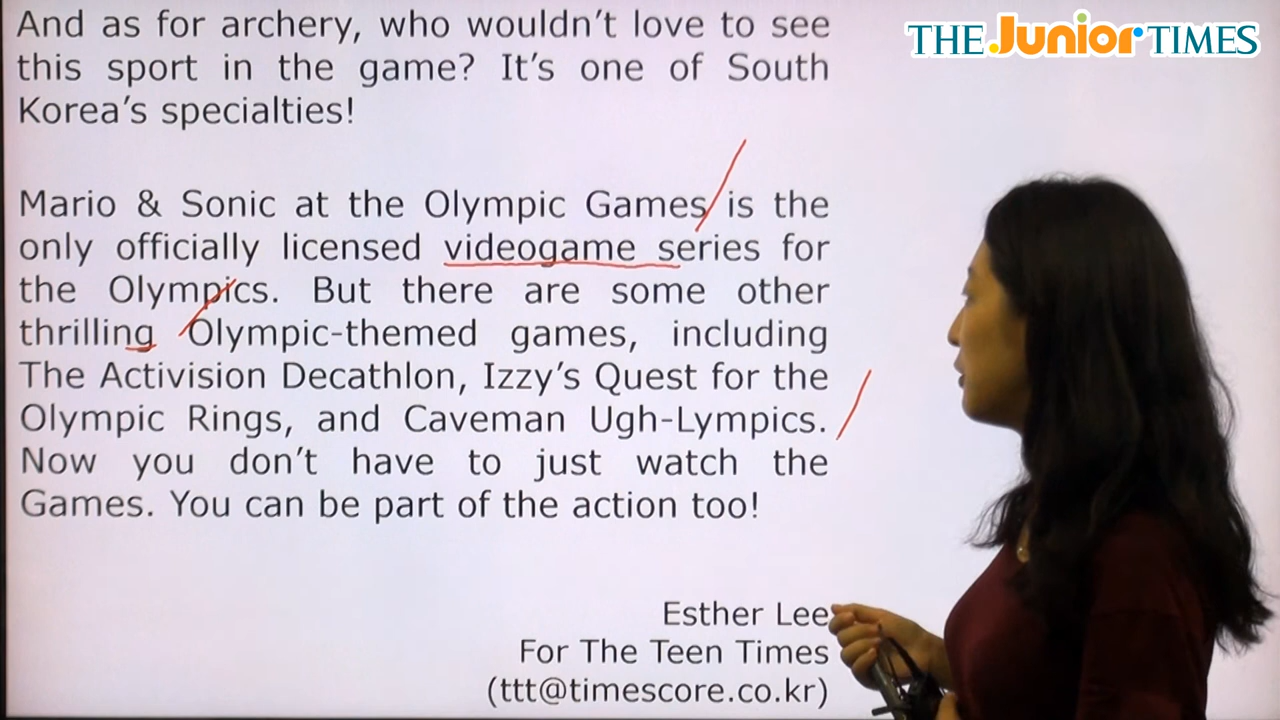 THE Junior TIMES
And as for archery, who wouldn't love to see
this sport in the game? It's one of South
Korea's specialties!
Mario & Sonic at the Olympic Games is the
only officially licensed videogame series for
the Olympics. But there are some other
thrilling Olympic-themed games, including
The Activision Decathlon, Izzy's Quest for the
Olympic Rings, and Caveman Ugh-Lympics.
Now you don't have to just watch the
Games. You can be part of the action too!
Esther Lee
For The Teen Times
(ttt@timescore.co.kr)